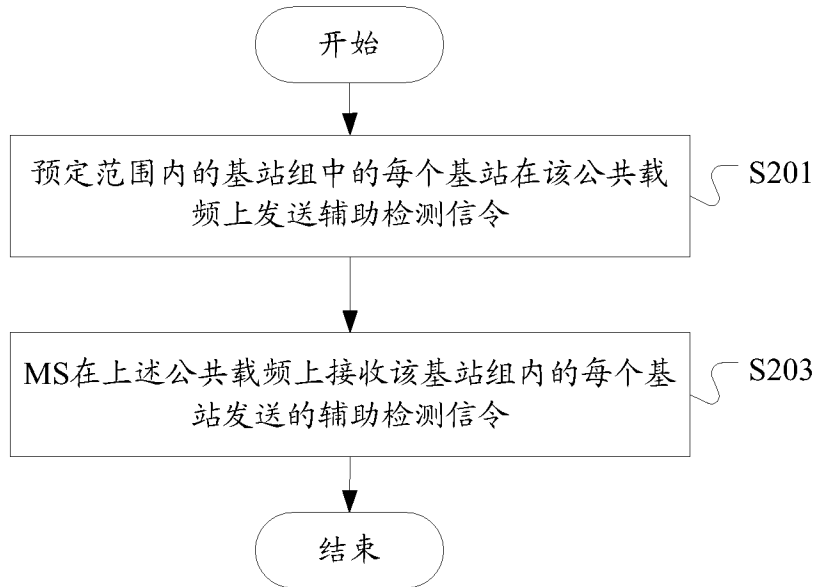 开始
预定范围内的基站组中的每个基站在该公共载
频上发送辅助检测信令
S201
MS在上述公共载频上接收该基站组内的每个基
站发送的辅助检测信令
S203
结束